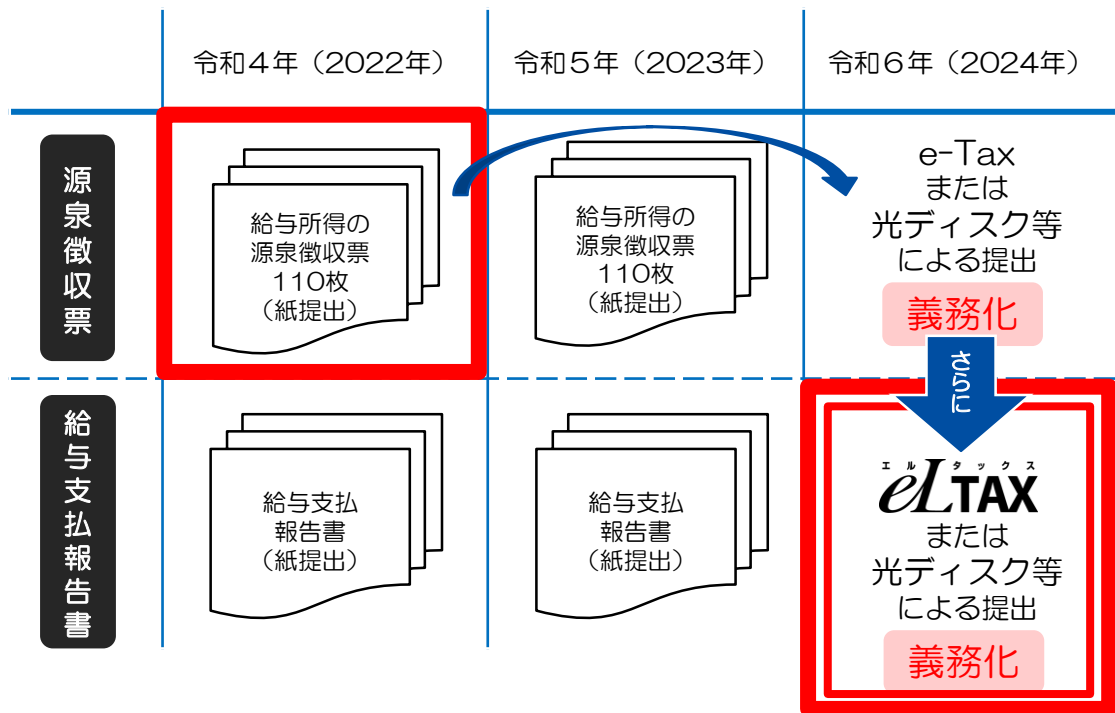 令和4年（2022年）
令和5年（2023年）
令和6年（2024年）
源泉徴収票
給与所得の
源泉徴収票
110枚
（紙提出）
給与所得の
源泉徴収票
110枚
（紙提出）
e-Tax
または
光ディスク等
による提出
義務化
さらに
給与支払報告書
給与支払
報告書
（紙提出）
給与支払
報告書
（紙提出）
エルタックス
eLTAX
または
光ディスク等
による提出
義務化